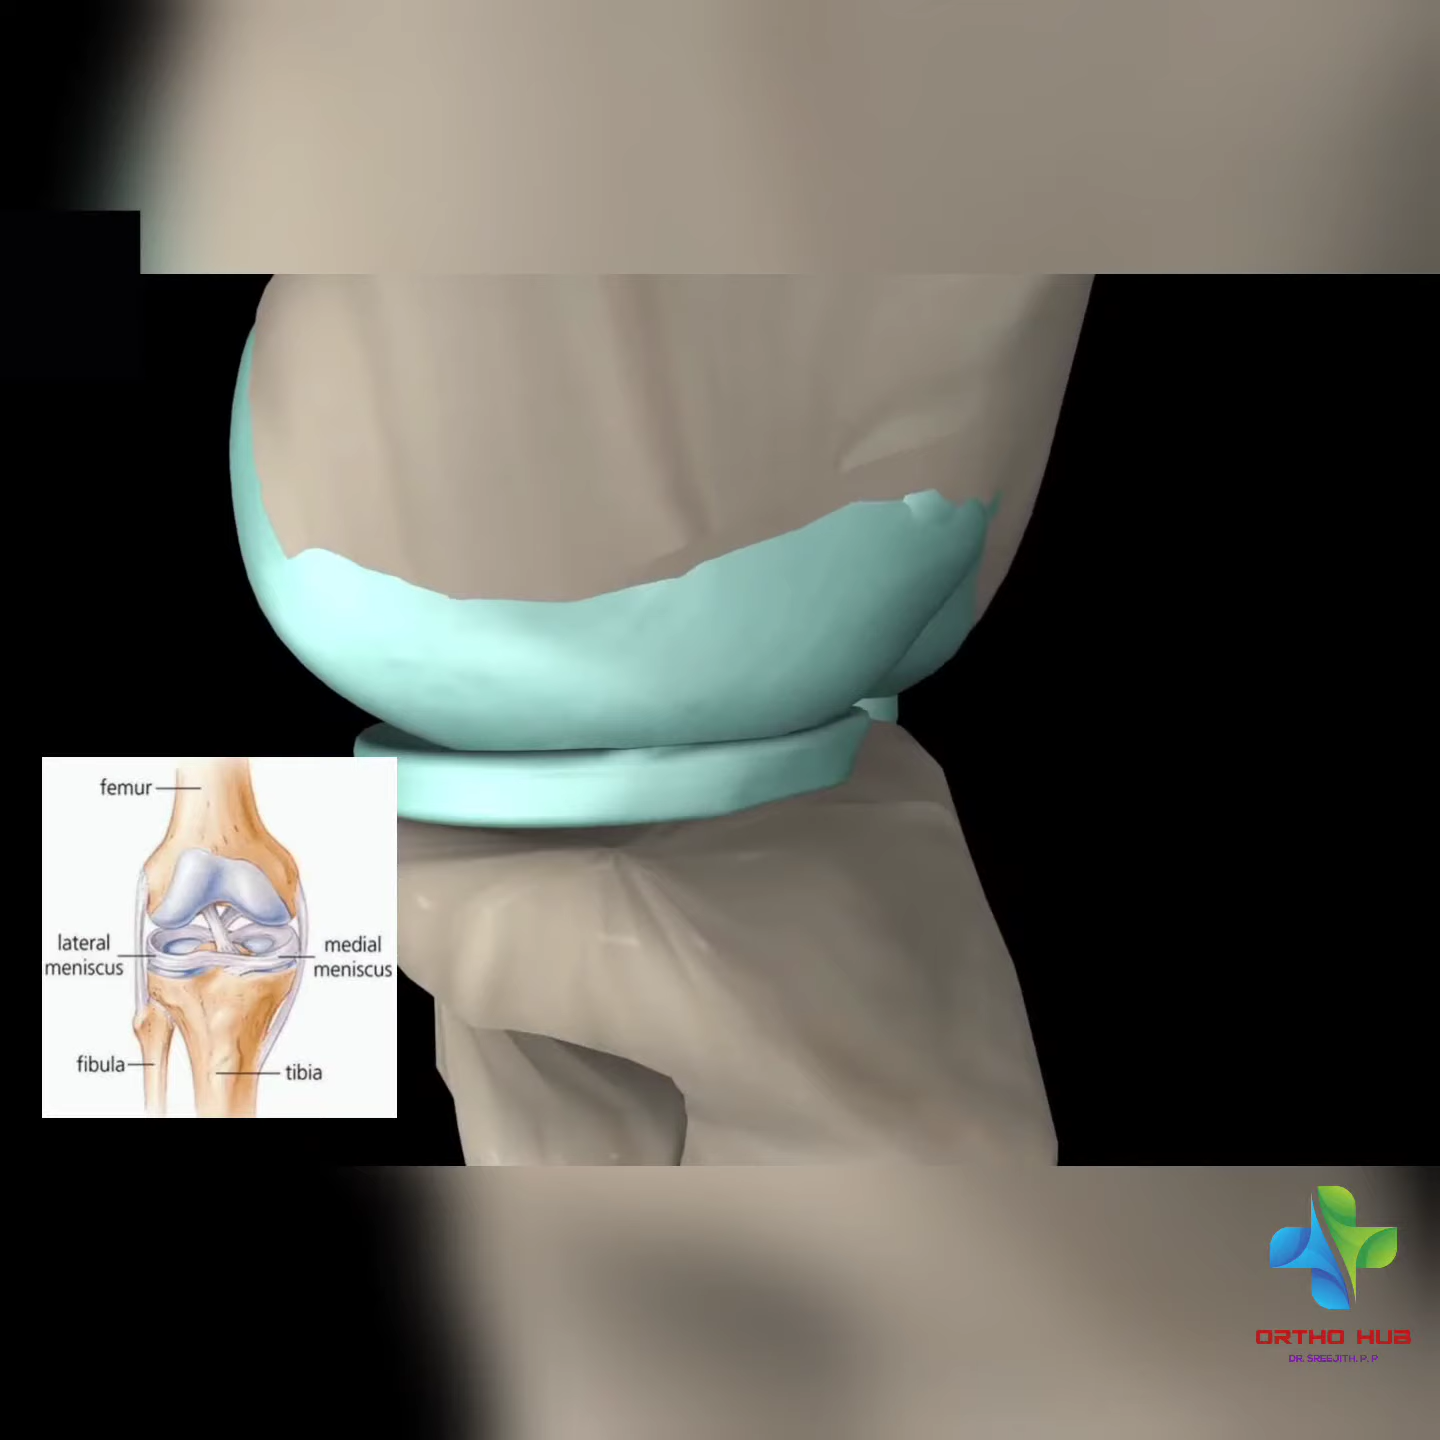 femur
lateral
meniscus
medial
meniscus
fibula
tibia
ORTHO HUB
DR. SREEJITH. P. P